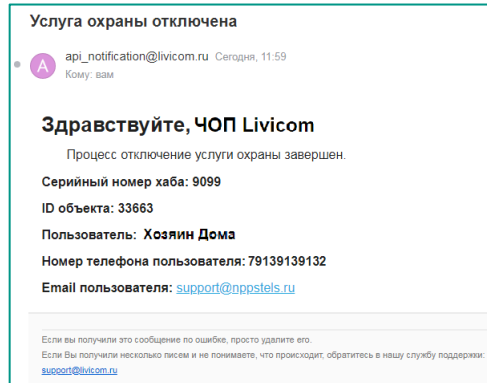 Услуга охраны отключена
A
api_notification@livicom.ru Сегодня, 11:59
Кому: вам
Здравствуйте, ЧОП Livicom
Процесс отключение услуги охраны завершен.
Серийный номер хаба: 9099
ID объекта: 33663
Пользователь: Хозяин Дома
Номер телефона пользователя: 79139139132
Email пользователя: support@nppstels.ru
Если вы получили это сообщение по ошибке, просто удалите его.
Если Вы получили несколько писем и не понимаете, что происходит, обратитесь в нашу службу поддержки:
support@livicom.ru